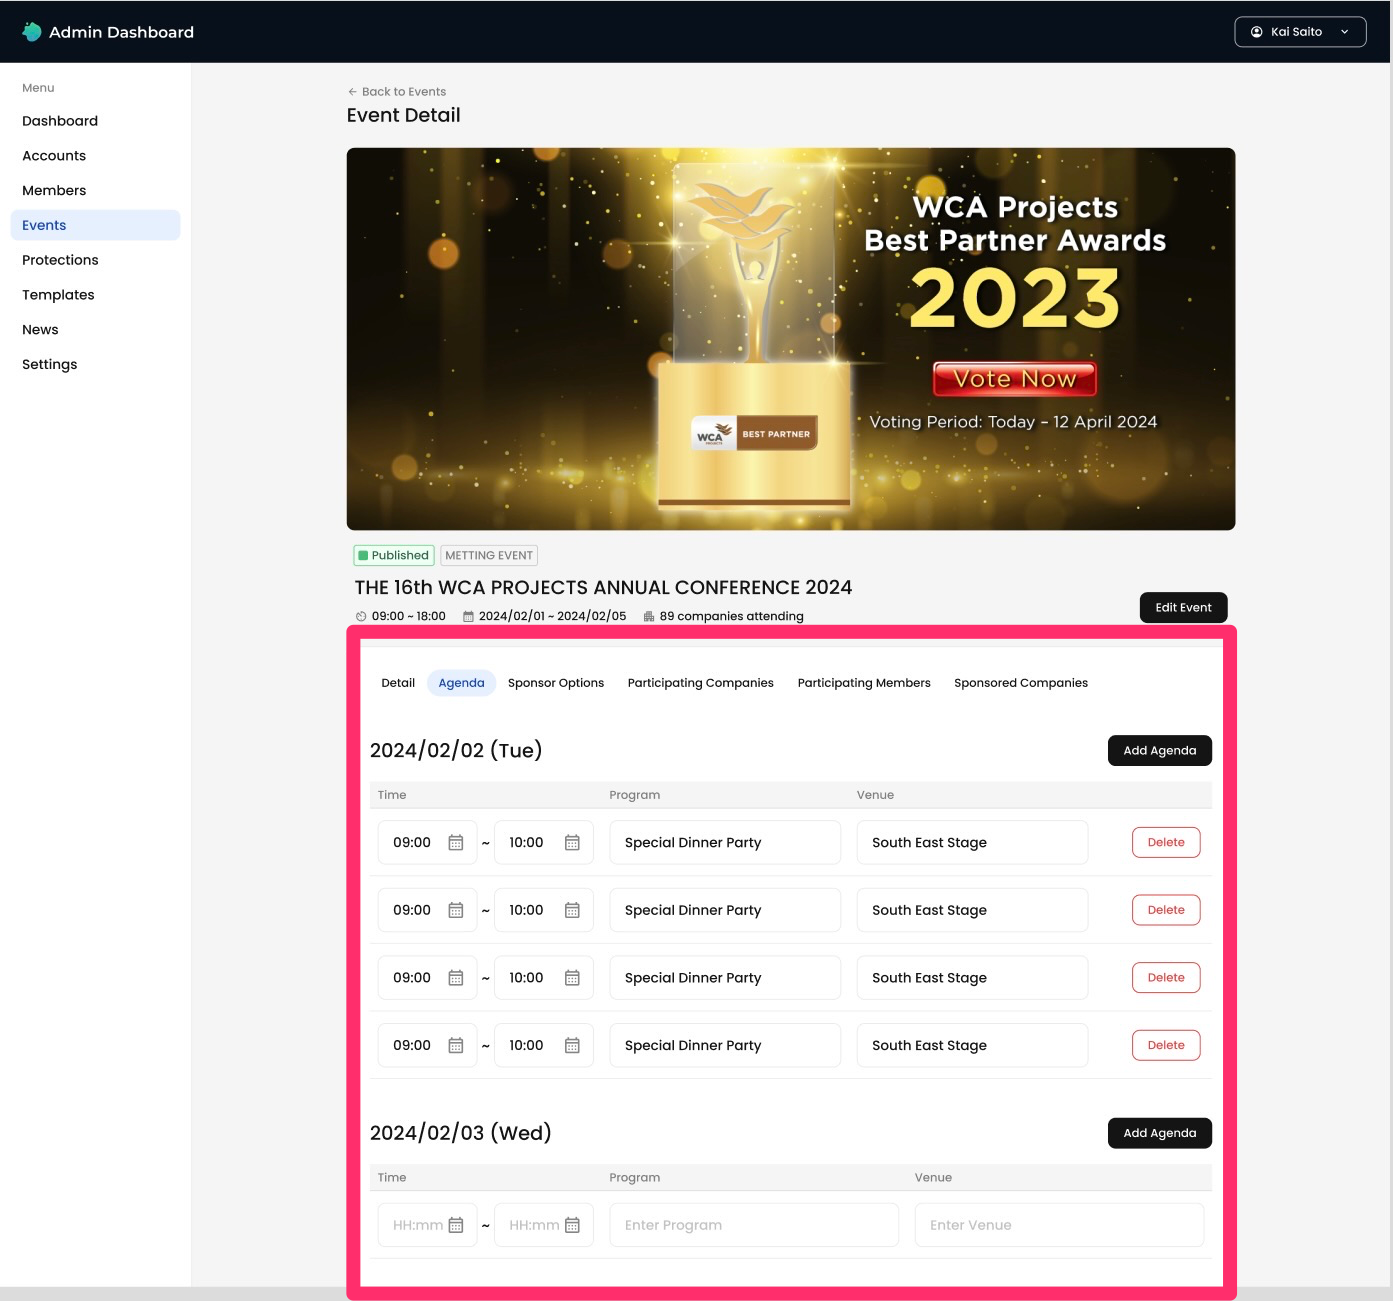 Admin Dashboard
Kai Saito
Menu
Dashboard
Accounts
Members
Events
Protections
Templates
News
Settings
← Back to Events
Event Detail
WCA Projects
Best Partner Awards
2023
Vote Now
Voting Period: Today – 12 April 2024
WCA
PROJECTS
BEST PARTNER
Published METTING EVENT
THE 16th WCA PROJECTS ANNUAL CONFERENCE 2024
09:00 ~ 18:00 2024/02/01 ~ 2024/02/05 89 companies attending
Edit Event
Detail Agenda Sponsor Options Participating Companies Participating Members Sponsored Companies
2024/02/02 (Tue) Add Agenda
Time Program Venue
09:00 ~ 10:00 Special Dinner Party South East Stage Delete
09:00 ~ 10:00 Special Dinner Party South East Stage Delete
09:00 ~ 10:00 Special Dinner Party South East Stage Delete
09:00 ~ 10:00 Special Dinner Party South East Stage Delete
2024/02/03 (Wed) Add Agenda
Time Program Venue
HH:mm ~ HH:mm Enter Program Enter Venue